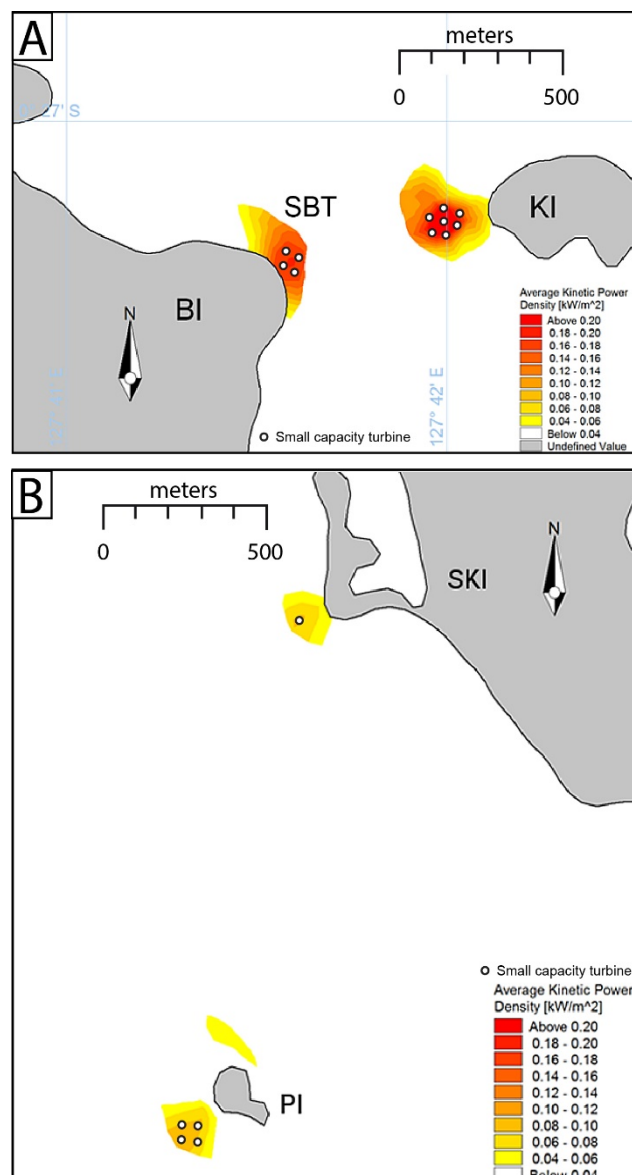 A
meters
0 500
27' S
SBT
KI
BI
N
127° 42' E
Small capacity turbine
Average Kinetic Power
Density [kW/m^2]
Above 0.20
0.18 - 0.20
0.16 - 0.18
0.14 - 0.16
0.12 - 0.14
0.10 - 0.12
0.08 - 0.10
0.06 - 0.08
0.04 - 0.06
Below 0.04
Undefined Value
B
meters
0 500
N
SKI
PI
Small capacity turbine
Average Kinetic Power
Density [kW/m^2]
Above 0.20
0.18 - 0.20
0.16 - 0.18
0.14 - 0.16
0.12 - 0.14
0.10 - 0.12
0.08 - 0.10
0.06 - 0.08
0.04 - 0.06
Below 0.04